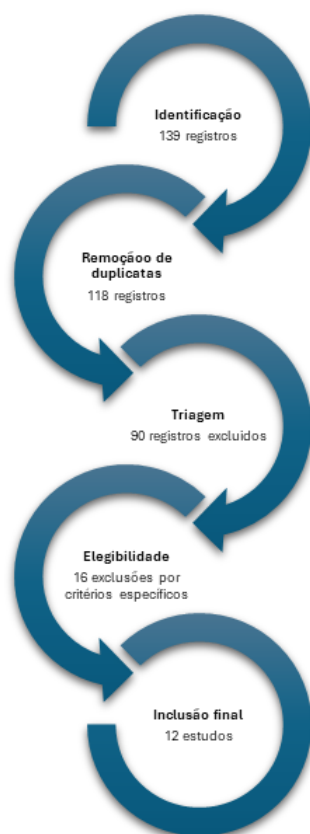 Identificação
139 registros
Remoçãoo de
duplicatas
118 registros
Triagem
90 registros excluidos
Elegibilidade
16 exclusões por
critérios específicos
Inclusão final
12 estudos